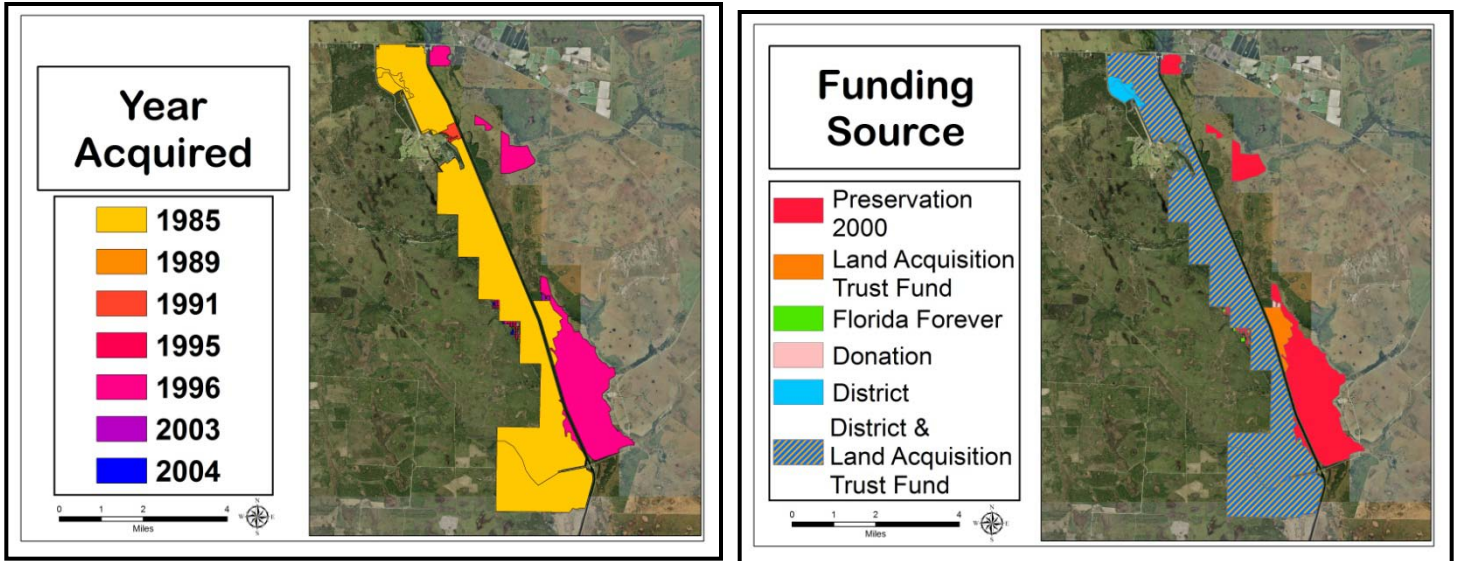 Year
Acquired
1985
1989
1991
1995
1996
2003
2004
0 1 2 4
Miles
N
W E
S
Funding
Source
Preservation
2000
Land Acquisition
Trust Fund
Florida Forever
Donation
District
District &
Land Acquisition
Trust Fund
0 1 2 4
Miles
N
W E
S